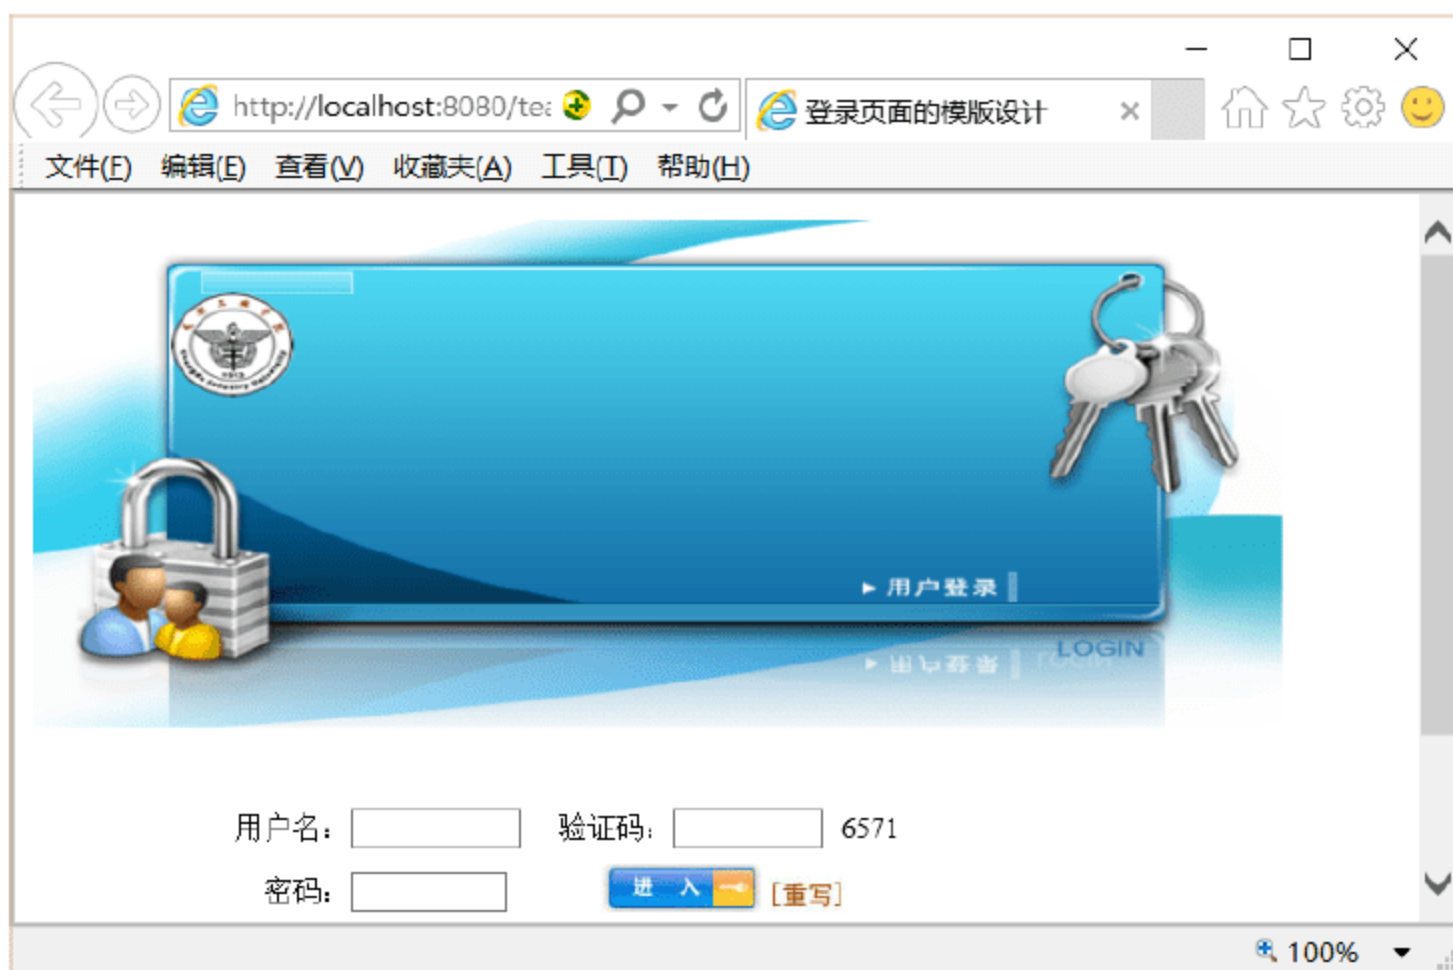 http://localhost:8080/tea
登录页面的模版设计
文件(F) 编辑(E) 查看(V) 收藏夹(A) 工具(T) 帮助(H)
▸ 用户登录
LOGIN
用户名： 验证码： 6571
密码： 进 入 [重写]
100%